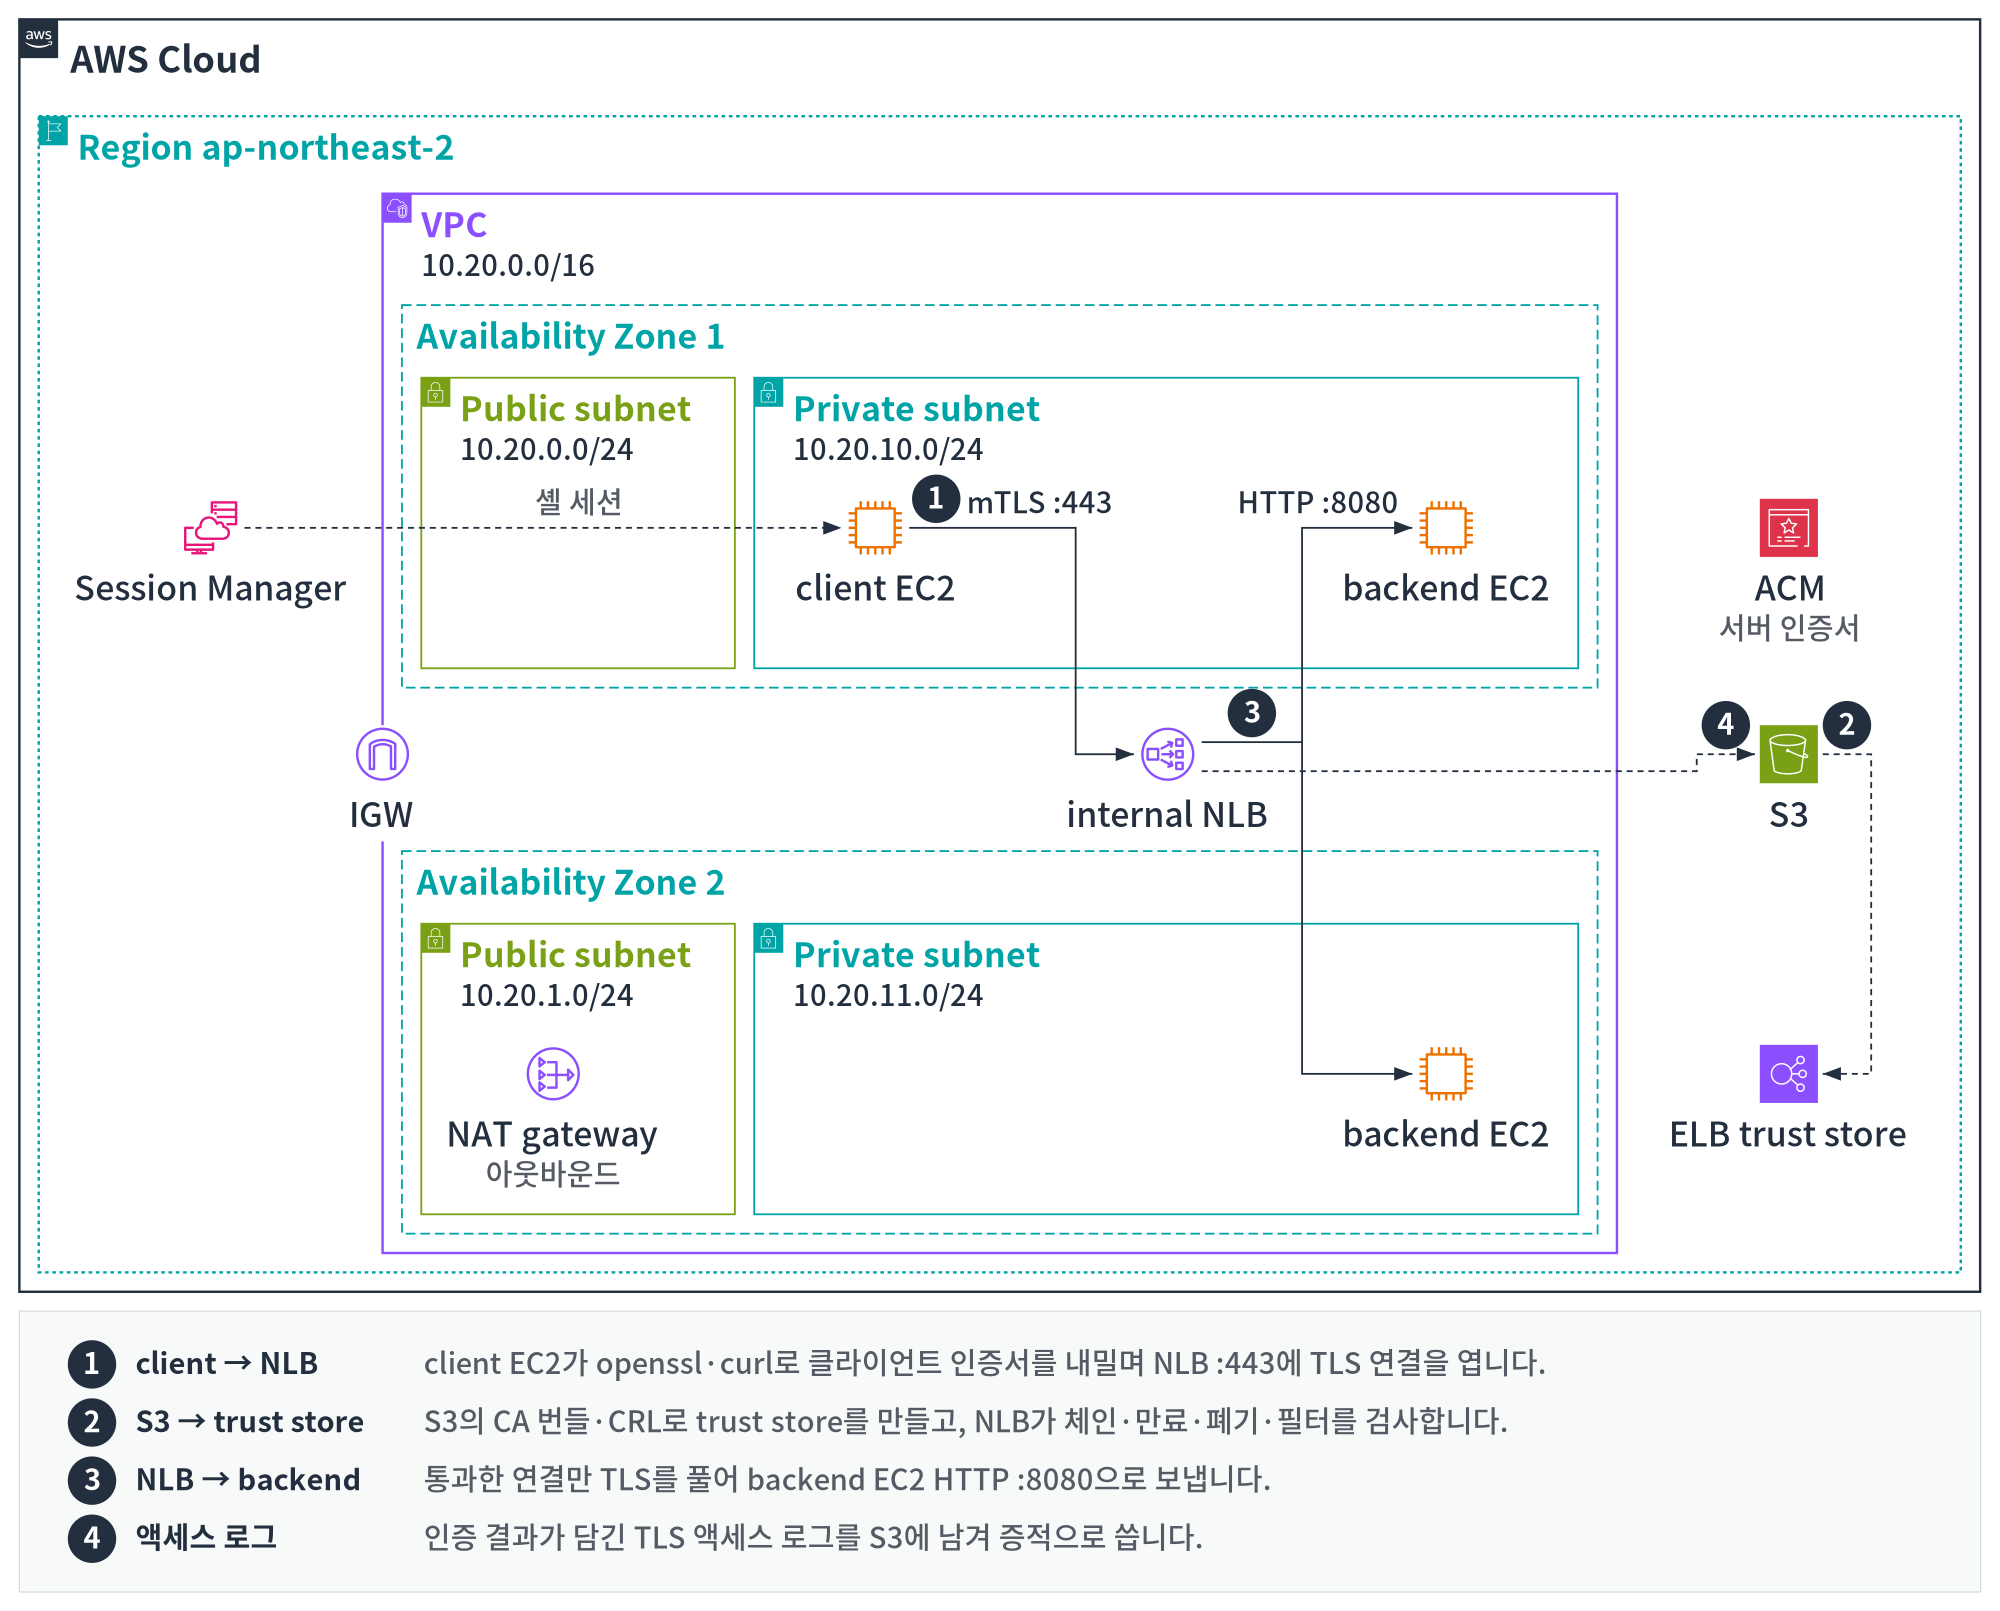 aws
AWS Cloud
Region ap-northeast-2
VPC
10.20.0.0/16
Availability Zone 1
Public subnet
10.20.0.0/24
Private subnet
10.20.10.0/24
셸 세션
1 mTLS :443
HTTP :8080
Session Manager
client EC2
backend EC2
ACM
서버 인증서
3
4
2
IGW
internal NLB
S3
Availability Zone 2
Public subnet
10.20.1.0/24
Private subnet
10.20.11.0/24
NAT gateway
아웃바운드
backend EC2
ELB trust store
1 client → NLB client EC2가 openssl·curl로 클라이언트 인증서를 내밀며 NLB :443에 TLS 연결을 엽니다.
2 S3 → trust store S3의 CA 번들·CRL로 trust store를 만들고, NLB가 체인·만료·폐기·필터를 검사합니다.
3 NLB → backend 통과한 연결만 TLS를 풀어 backend EC2 HTTP :8080으로 보냅니다.
4 액세스 로그 인증 결과가 담긴 TLS 액세스 로그를 S3에 남겨 증적으로 씁니다.